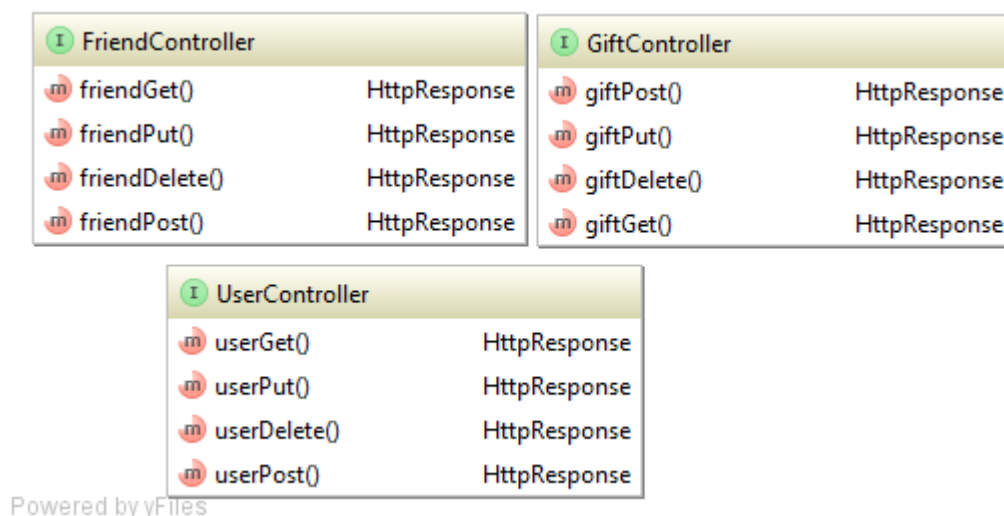 FriendController
friendGet() HttpResponse
friendPut() HttpResponse
friendDelete() HttpResponse
friendPost() HttpResponse
GiftController
giftPost() HttpResponse
giftPut() HttpResponse
giftDelete() HttpResponse
giftGet() HttpResponse
UserController
userGet() HttpResponse
userPut() HttpResponse
userDelete() HttpResponse
userPost() HttpResponse
Powered by yFiles